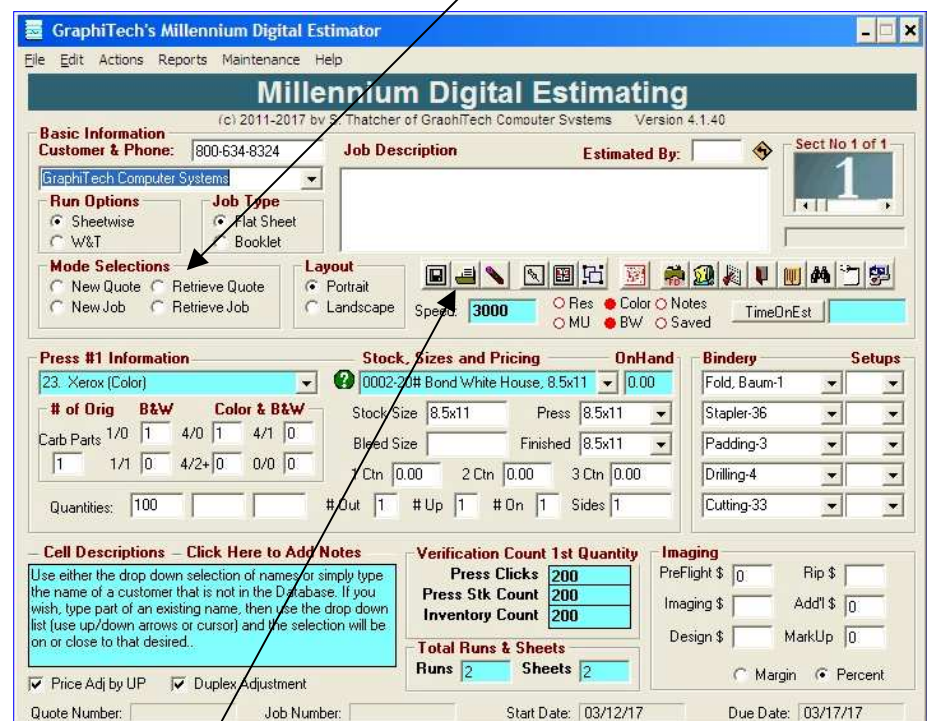 GraphiTech's Millennium Digital Estimator
File Edit Actions Reports Maintenance Help
Millennium Digital Estimating
(c) 2011-2017 by S. Thatcher of GraphiTech Computer Systems Version 4.1.40
Basic Information
Customer & Phone: 800-634-8324 Job Description Estimated By: Sect No 1 of 1
GraphiTech Computer Systems
1
Run Options Job Type
Sheetwise Flat Sheet
W&T Booklet
Mode Selections Layout
New Quote Retrieve Quote Portrait
New Job Retrieve Job Landscape
Speed: 3000 Res Color Notes
MU BW Saved TimeOnEst
Press #1 Information Stock, Sizes and Pricing OnHand Bindery Setups
23. Xerox (Color) 0002-20# Bond White House, 8.5x11 0.00 Fold, Baum-1
# of Orig B&W Color & B&W Stock Size 8.5x11 Press 8.5x11 Stapler-36
Carb Parts 1/0 1 4/0 1 4/1 0 Bleed Size Finished 8.5x11 Padding-3
1 1/1 0 4/2+ 0 0/0 0 1 Ctn 0.00 2 Ctn 0.00 3 Ctn 0.00 Drilling-4
Quantities: 100 # Out 1 # Up 1 # On 1 Sides 1 Cutting-33
Cell Descriptions – Click Here to Add Notes Verification Count 1st Quantity Imaging
Use either the drop down selection of names or simply type
the name of a customer that is not in the Database. If you
wish, type part of an existing name, then use the drop down
list (use up/down arrows or cursor) and the selection will be
on or close to that desired..
Press Clicks 200
Press Stk Count 200
Inventory Count 200
Total Runs & Sheets
Runs 2 Sheets 2
PreFlight $ 0 Rip $
Imaging $ Add'l $ 0
Design $ MarkUp 0
Margin Percent
Price Adj by UP Duplex Adjustment
Quote Number: Job Number: Start Date: 03/12/17 Due Date: 03/17/17